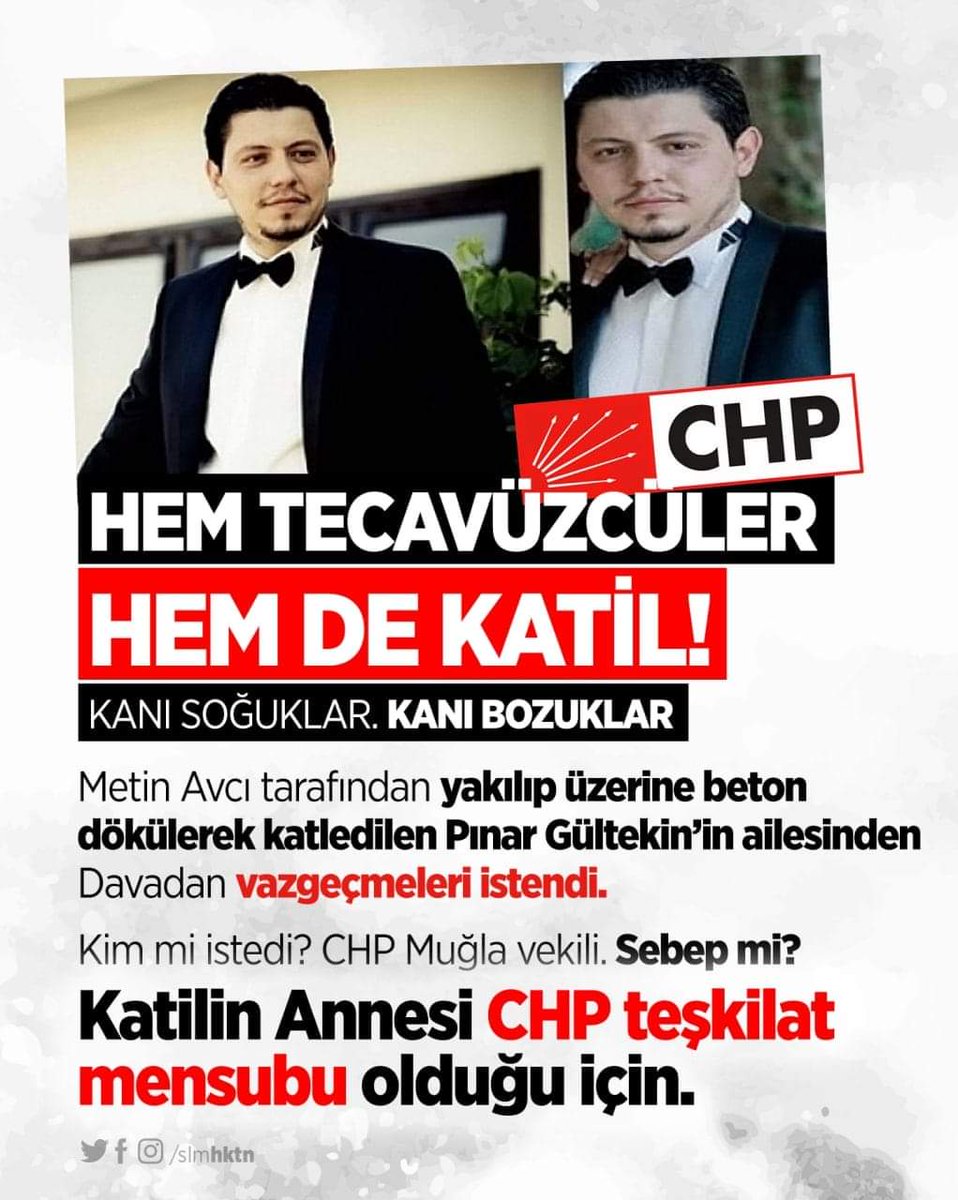 CHP
HEM TECAVÜZCÜLER
HEM DE KATİL!
KANI SOĞUKLAR. KANI BOZUKLAR
Metin Avcı tarafından yakılıp üzerine beton
dökülerek katledilen Pınar Gültekin’in ailesinden
Davadan vazgeçmeleri istendi.
Kim mi istedi? CHP Muğla vekili. Sebep mi?
Katilin Annesi CHP teşkilat
mensubu olduğu için.
/slmhktn